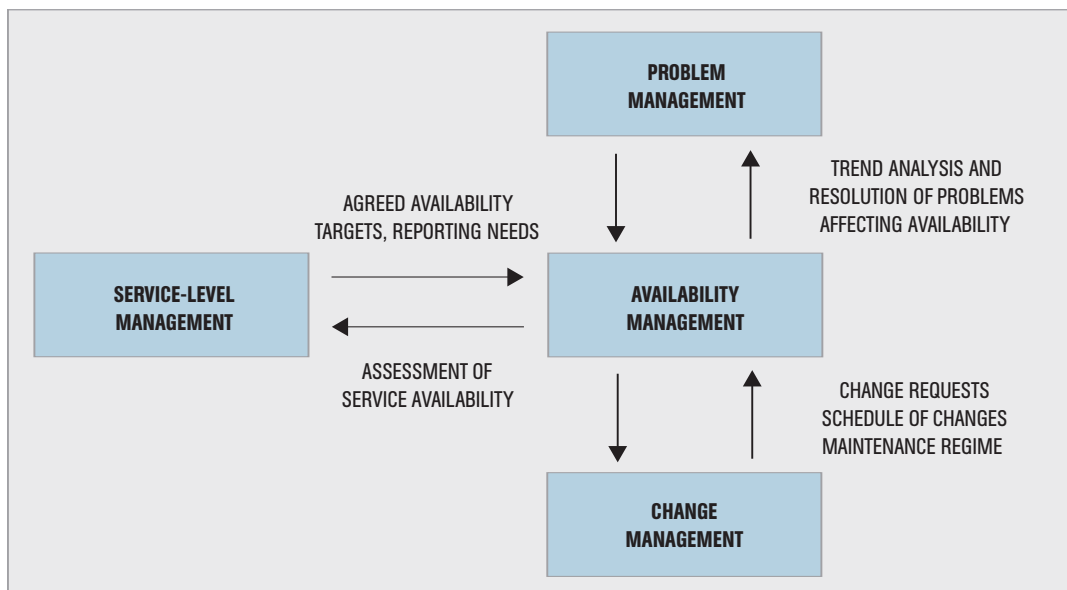 PROBLEM
MANAGEMENT
TREND ANALYSIS AND
RESOLUTION OF PROBLEMS
AFFECTING AVAILABILITY
AGREED AVAILABILITY
TARGETS, REPORTING NEEDS
SERVICE-LEVEL
MANAGEMENT
AVAILABILITY
MANAGEMENT
ASSESSMENT OF
SERVICE AVAILABILITY
CHANGE REQUESTS
SCHEDULE OF CHANGES
MAINTENANCE REGIME
CHANGE
MANAGEMENT